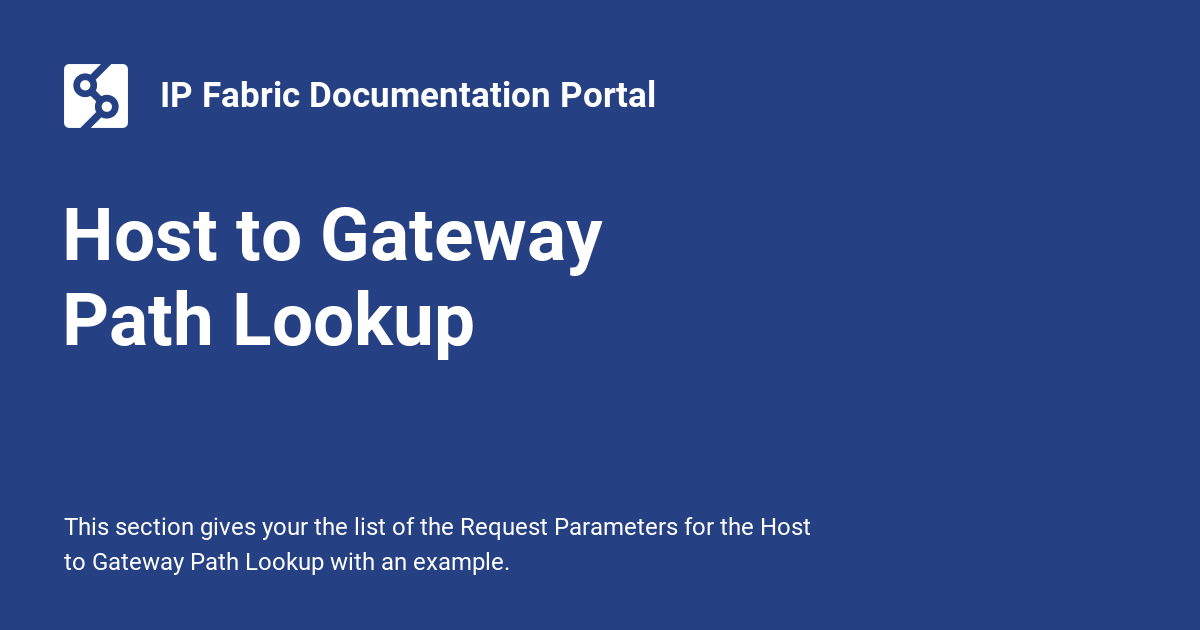 IP Fabric Documentation Portal
Host to Gateway
Path Lookup
This section gives your the list of the Request Parameters for the Host
to Gateway Path Lookup with an example.